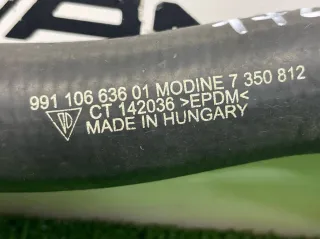 991 106 636 01 MODINE 7 350 812
CT 142036 >EPDM<
MADE IN HUNGARY